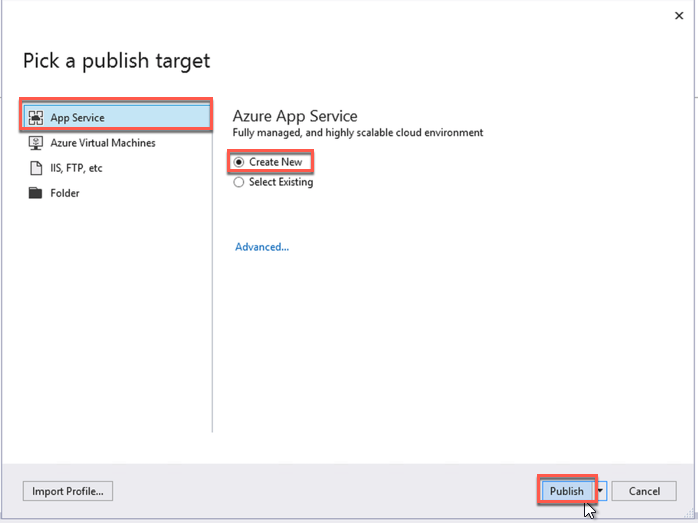 Pick a publish target
App Service
Azure Virtual Machines
IIS, FTP, etc
Folder
Azure App Service
Fully managed, and highly scalable cloud environment
Create New
Select Existing
Advanced...
Import Profile...
Publish
Cancel